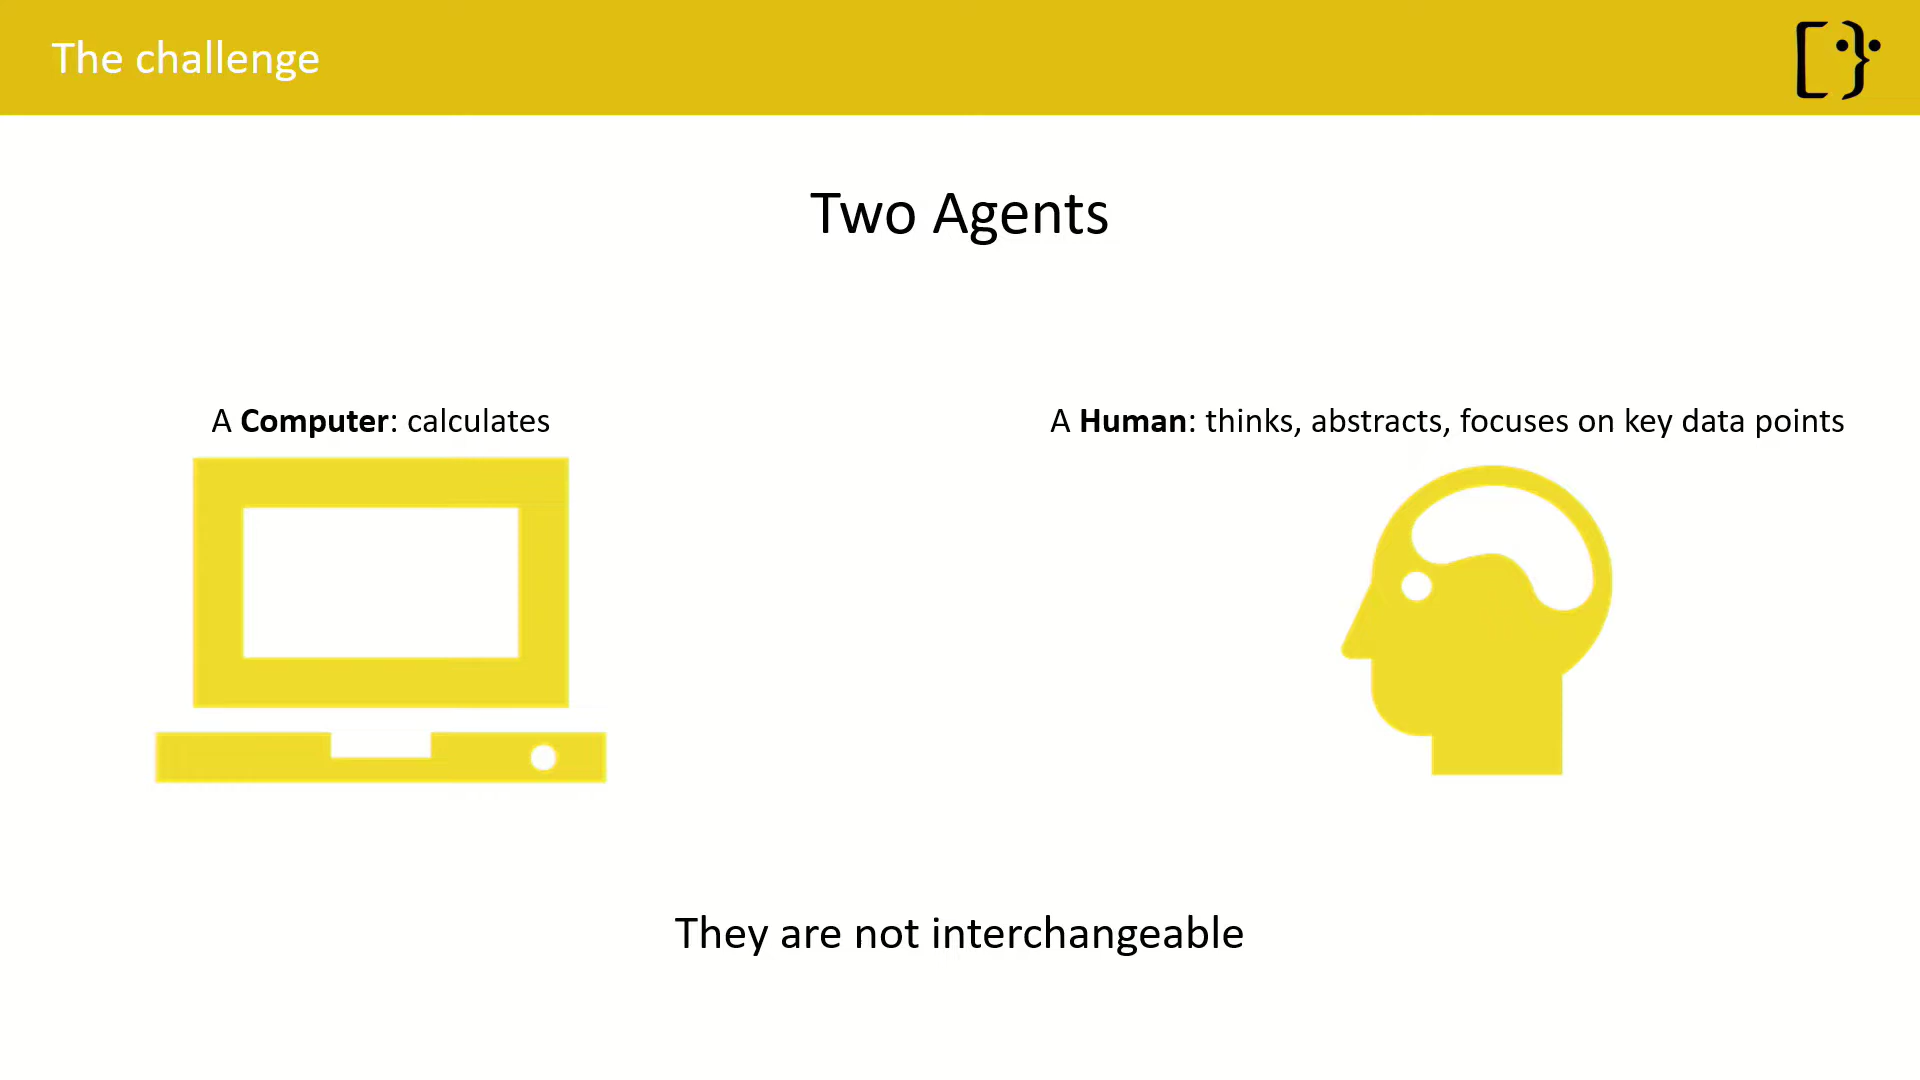 The challenge
Two Agents
A Computer: calculates
A Human: thinks, abstracts, focuses on key data points
They are not interchangeable